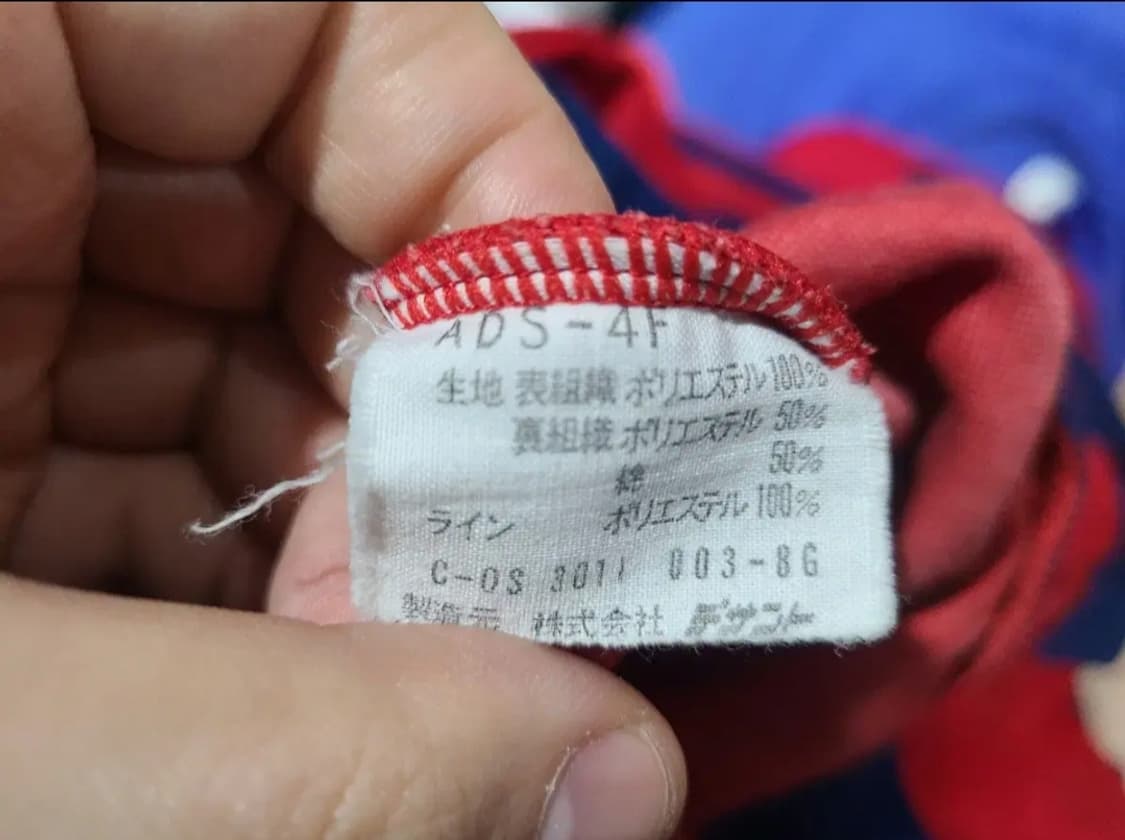 ADS-4F
生地 表組織 ポリエステル100%
裏組織 ポリエステル 50%
綿 50%
ライン ポリエステル100%
C-OS 3011 003-8G
製造元 株式会社 デサント